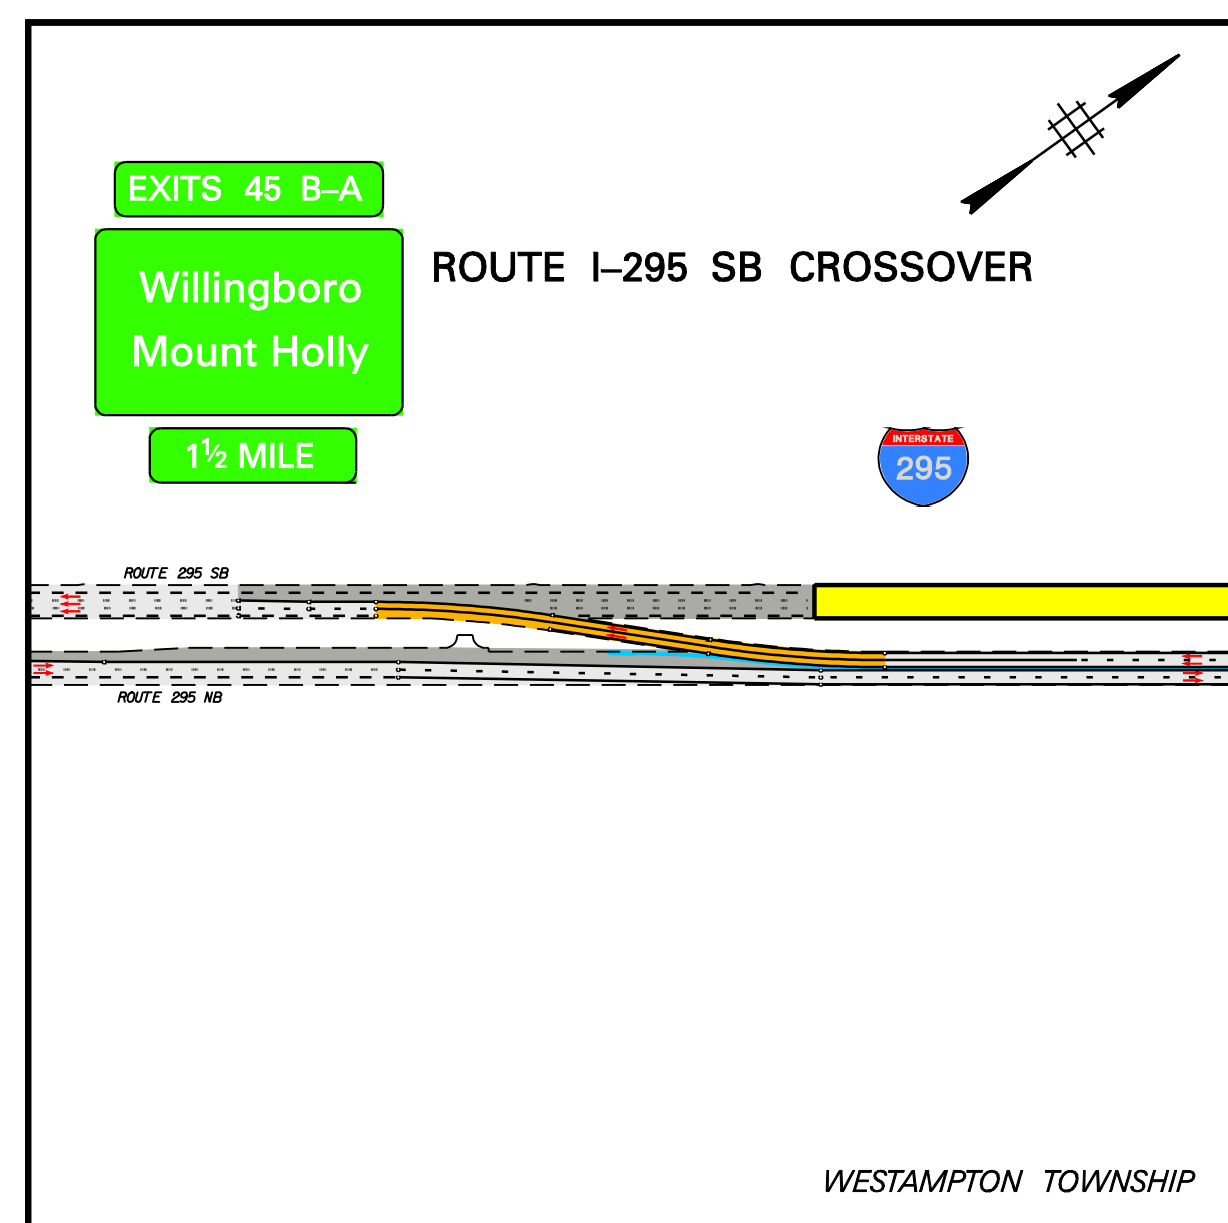 EXITS 45 B–A
Willingboro
Mount Holly
1½ MILE
ROUTE I–295 SB CROSSOVER
INTERSTATE
295
ROUTE 295 SB
ROUTE 295 NB
WESTAMPTON TOWNSHIP